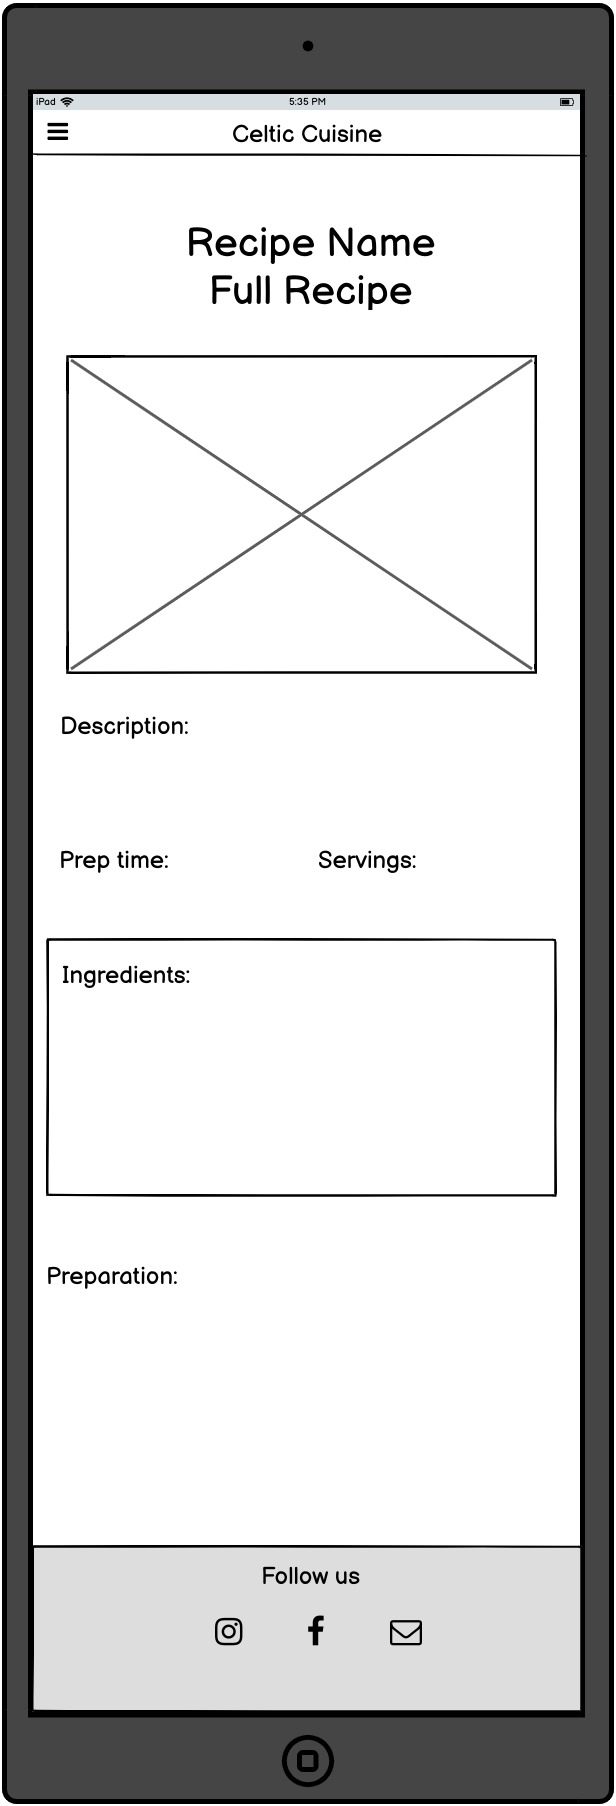 iPad 5:35 PM
Celtic Cuisine
Recipe Name
Full Recipe
Description:
Prep time: Servings:
Ingredients:
Preparation:
Follow us